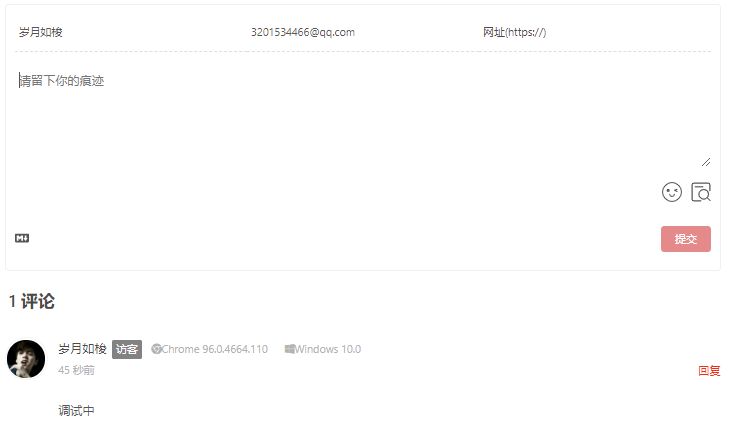 岁月如梭 3201534466@qq.com 网址(https://)
请留下你的痕迹
M
提交
1 评论
岁月如梭 访客 Chrome 96.0.4664.110 Windows 10.0
45 秒前 回复
调试中